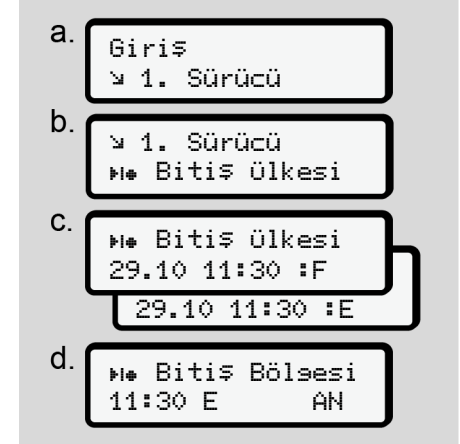 a.
Giriş
↘ 1. Sürücü
b.
↘ 1. Sürücü
Bitiş ülkesi
c.
Bitiş ülkesi
29.10 11:30 :F
29.10 11:30 :E
d.
Bitiş Bölgesi
11:30 E AN